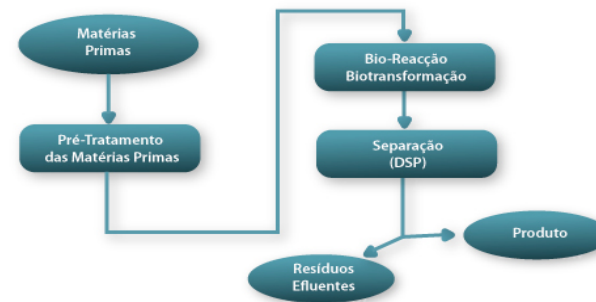 Matérias
Primas
Pré-Tratamento
das Matérias Primas
Bio-Reacção
Biotransformação
Separação
(DSP)
Produto
Resíduos
Efluentes